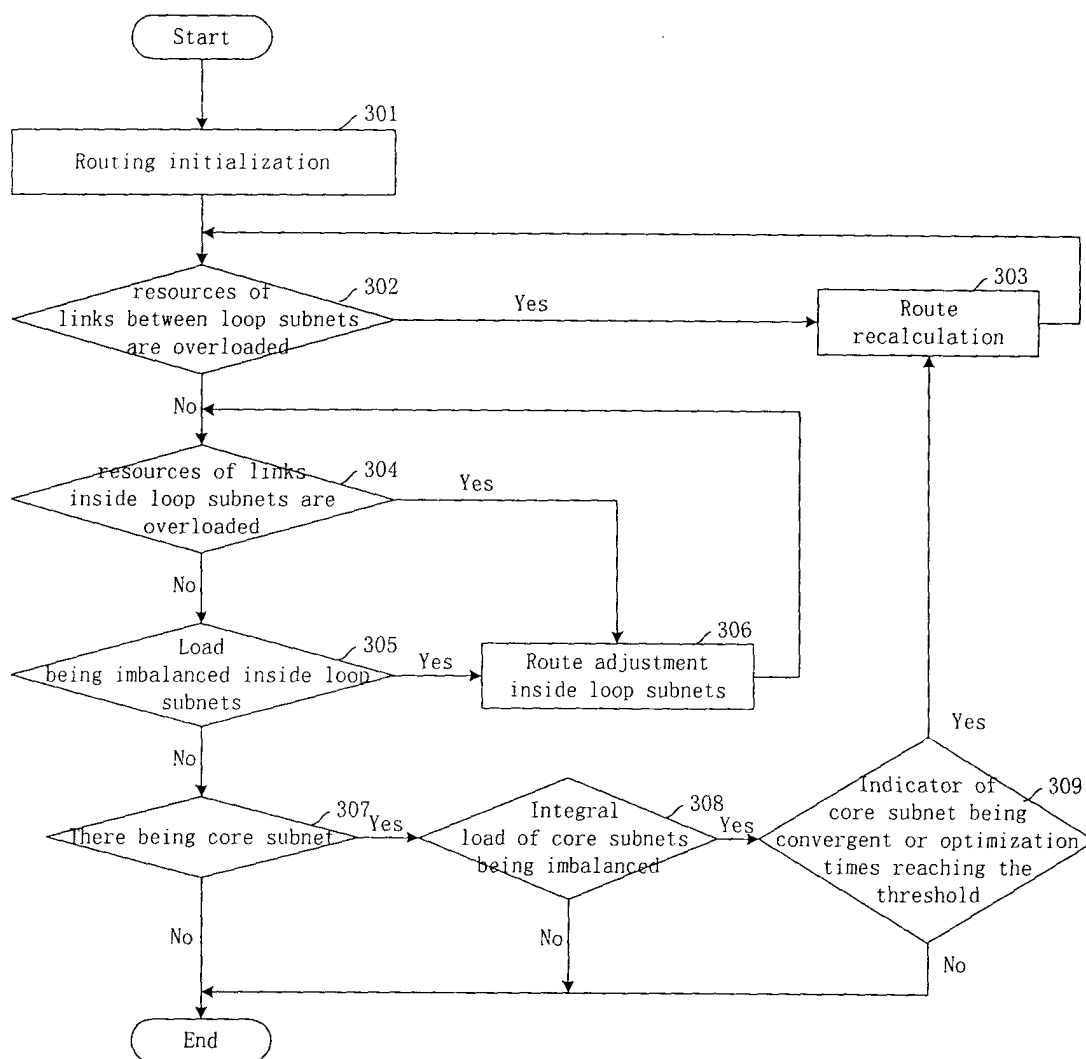 Start
301
Routing initialization
resources of
links between loop subnets
are overloaded
302
Yes
303
Route
recalculation
No
resources of links
inside loop subnets are
overloaded
304
Yes
No
Load
being imbalanced inside loop
subnets
305
Yes
306
Route adjustment
inside loop subnets
No
Yes
There being core subnet
307
Yes
Integral
load of core subnets
being imbalanced
308
Yes
Indicator of
core subnet being
convergent or optimization
times reaching the
threshold
309
No
No
No
End